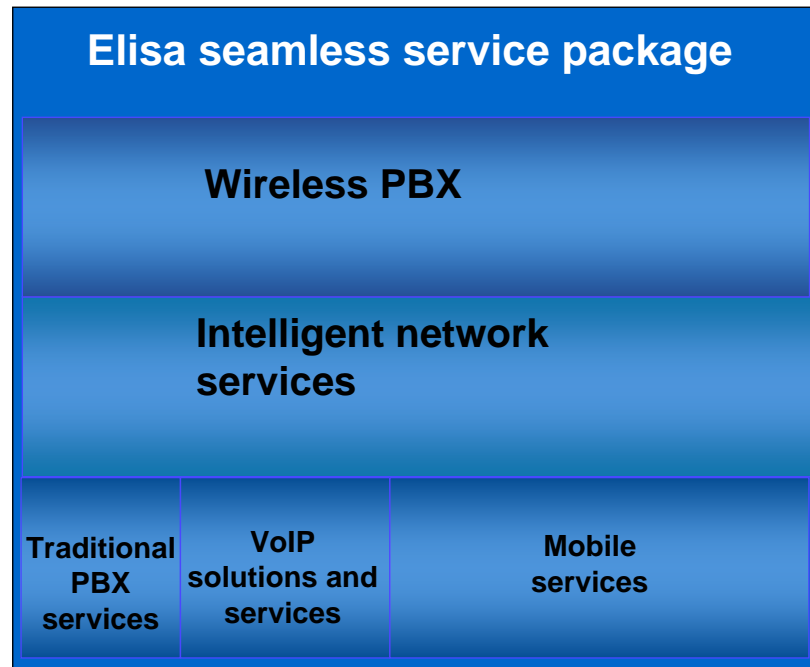 Elisa seamless service package
Wireless PBX
Intelligent network
services
Traditional
PBX
services
VoIP
solutions and
services
Mobile
services